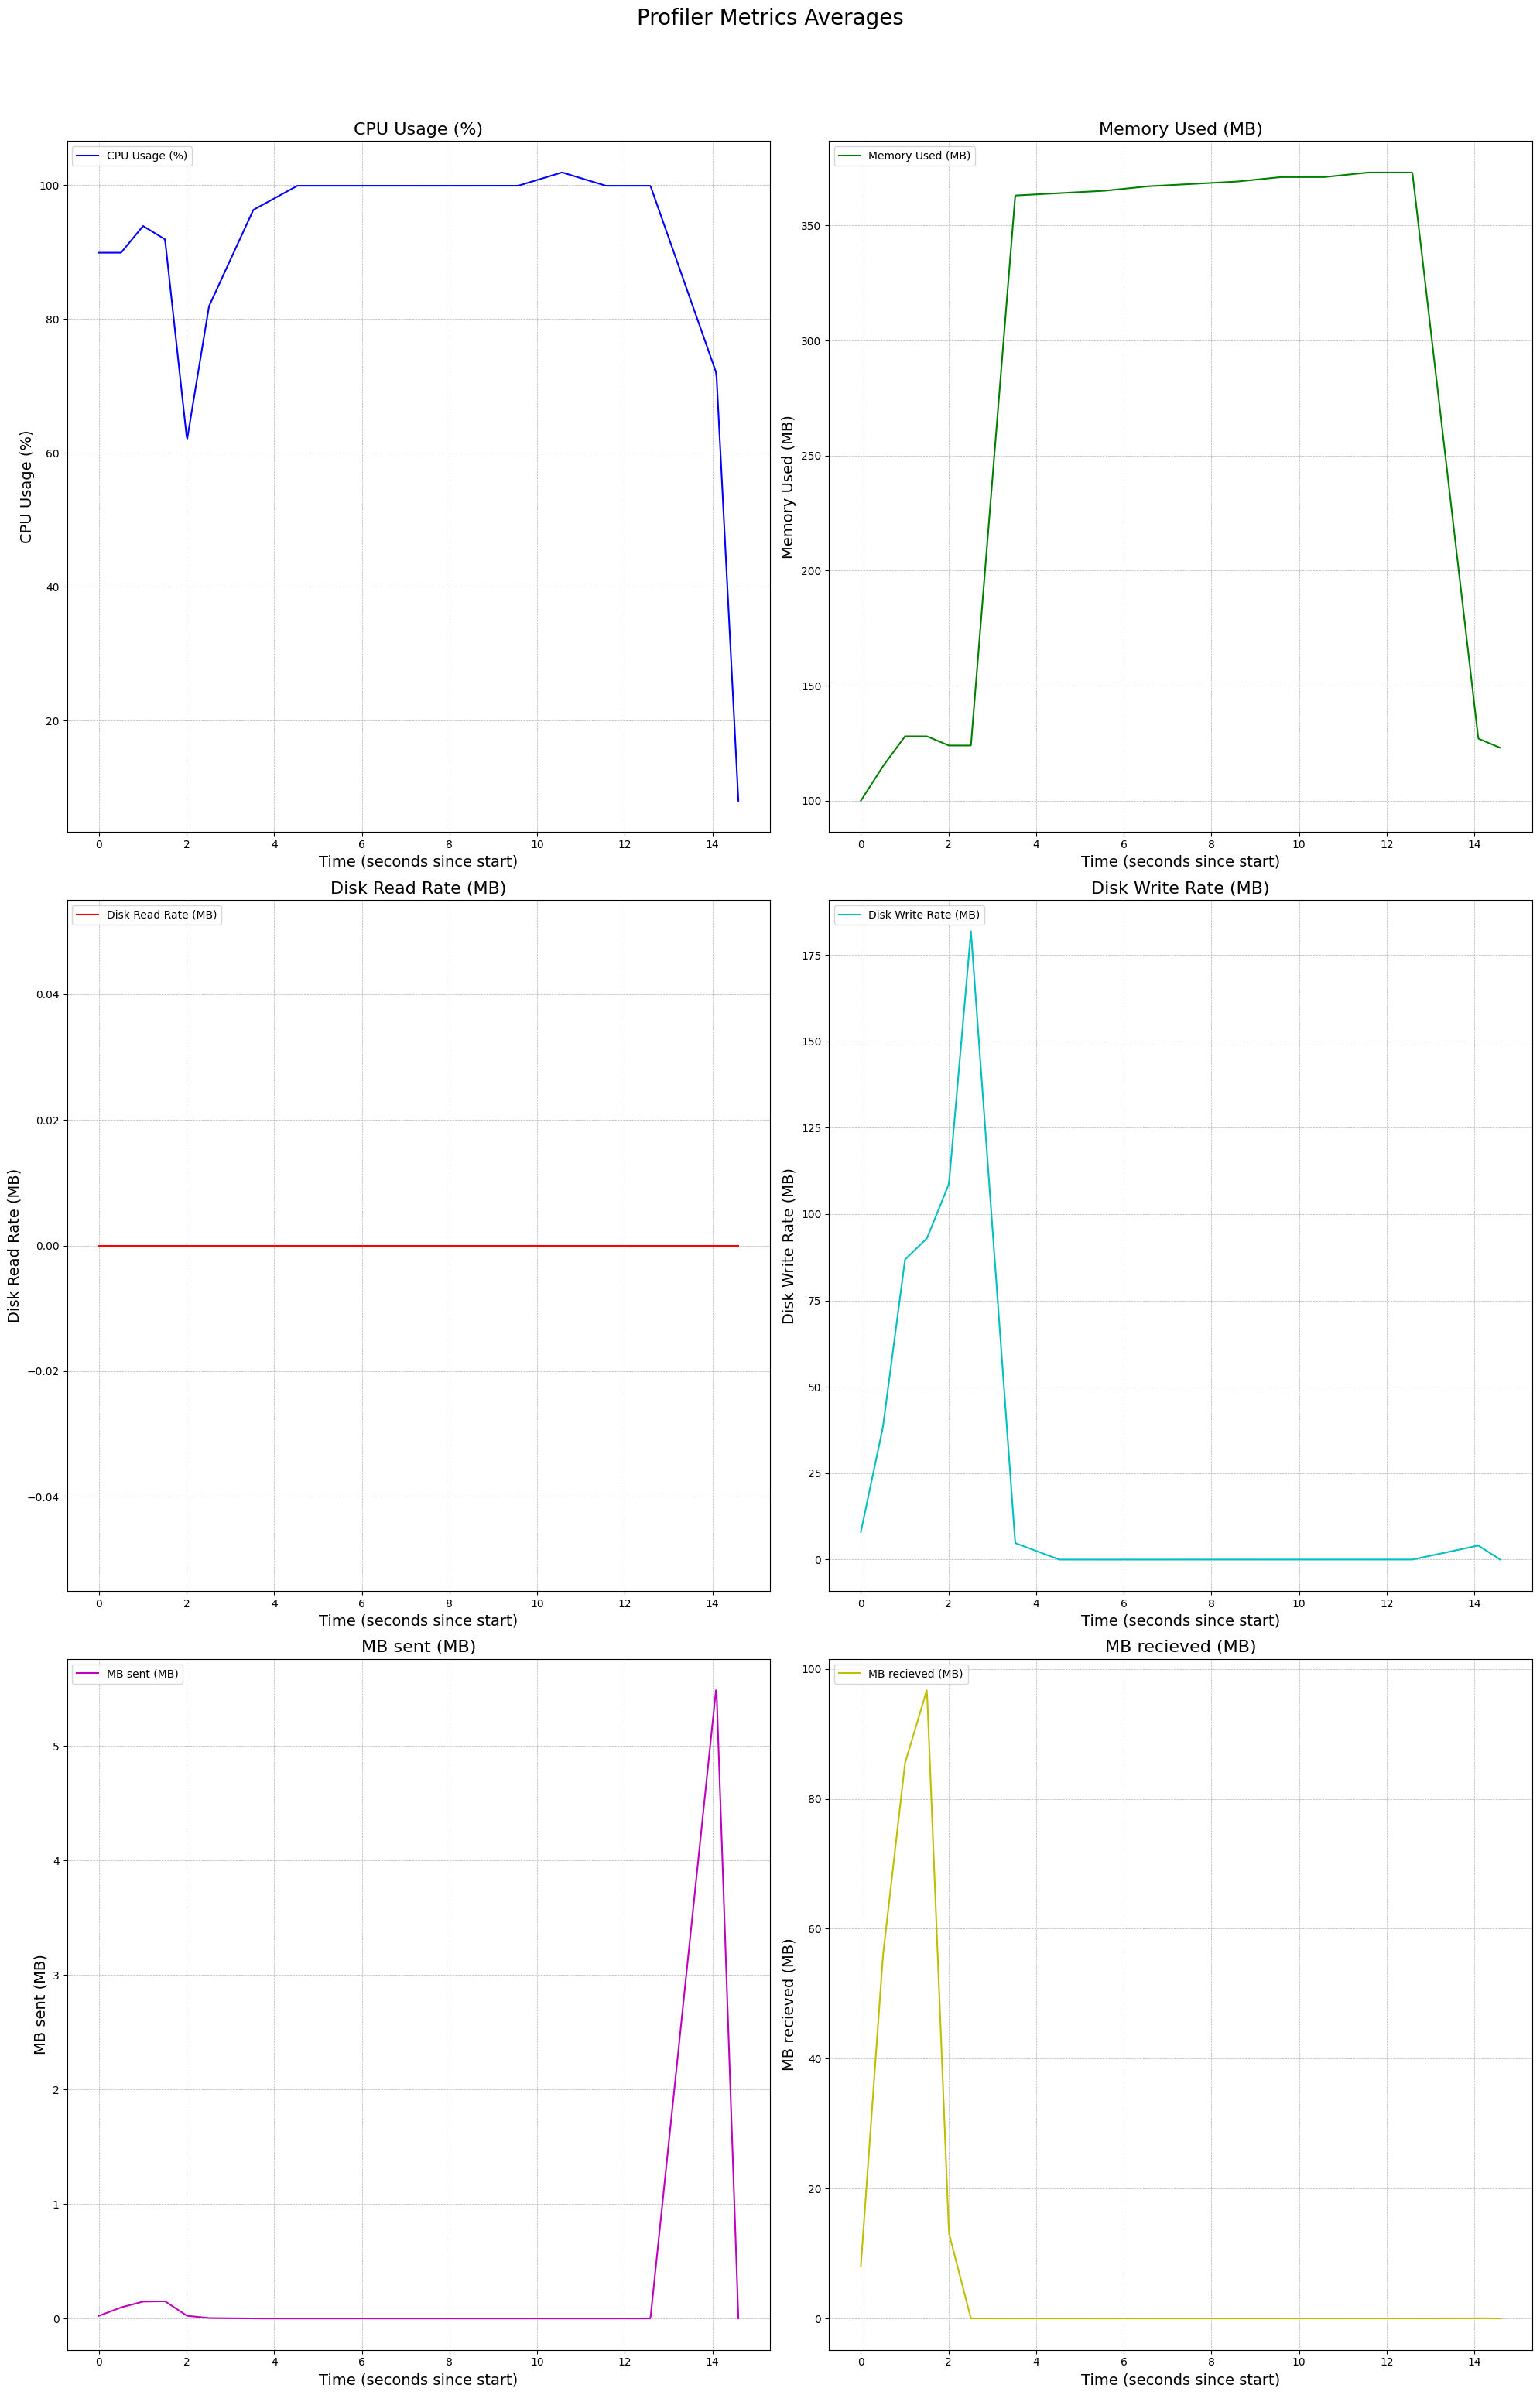 Profiler Metrics Averages
CPU Usage (%)
CPU Usage (%)
CPU Usage (%)
100
80
60
40
20
0 2 4 6 8 10 12 14
Time (seconds since start)
Memory Used (MB)
Memory Used (MB)
Memory Used (MB)
350
300
250
200
150
100
0 2 4 6 8 10 12 14
Time (seconds since start)
Disk Read Rate (MB)
Disk Read Rate (MB)
Disk Read Rate (MB)
0.04
0.02
0.00
−0.02
−0.04
0 2 4 6 8 10 12 14
Time (seconds since start)
Disk Write Rate (MB)
Disk Write Rate (MB)
Disk Write Rate (MB)
175
150
125
100
75
50
25
0
0 2 4 6 8 10 12 14
Time (seconds since start)
MB sent (MB)
MB sent (MB)
MB sent (MB)
5
4
3
2
1
0
0 2 4 6 8 10 12 14
Time (seconds since start)
MB recieved (MB)
MB recieved (MB)
MB recieved (MB)
100
80
60
40
20
0
0 2 4 6 8 10 12 14
Time (seconds since start)